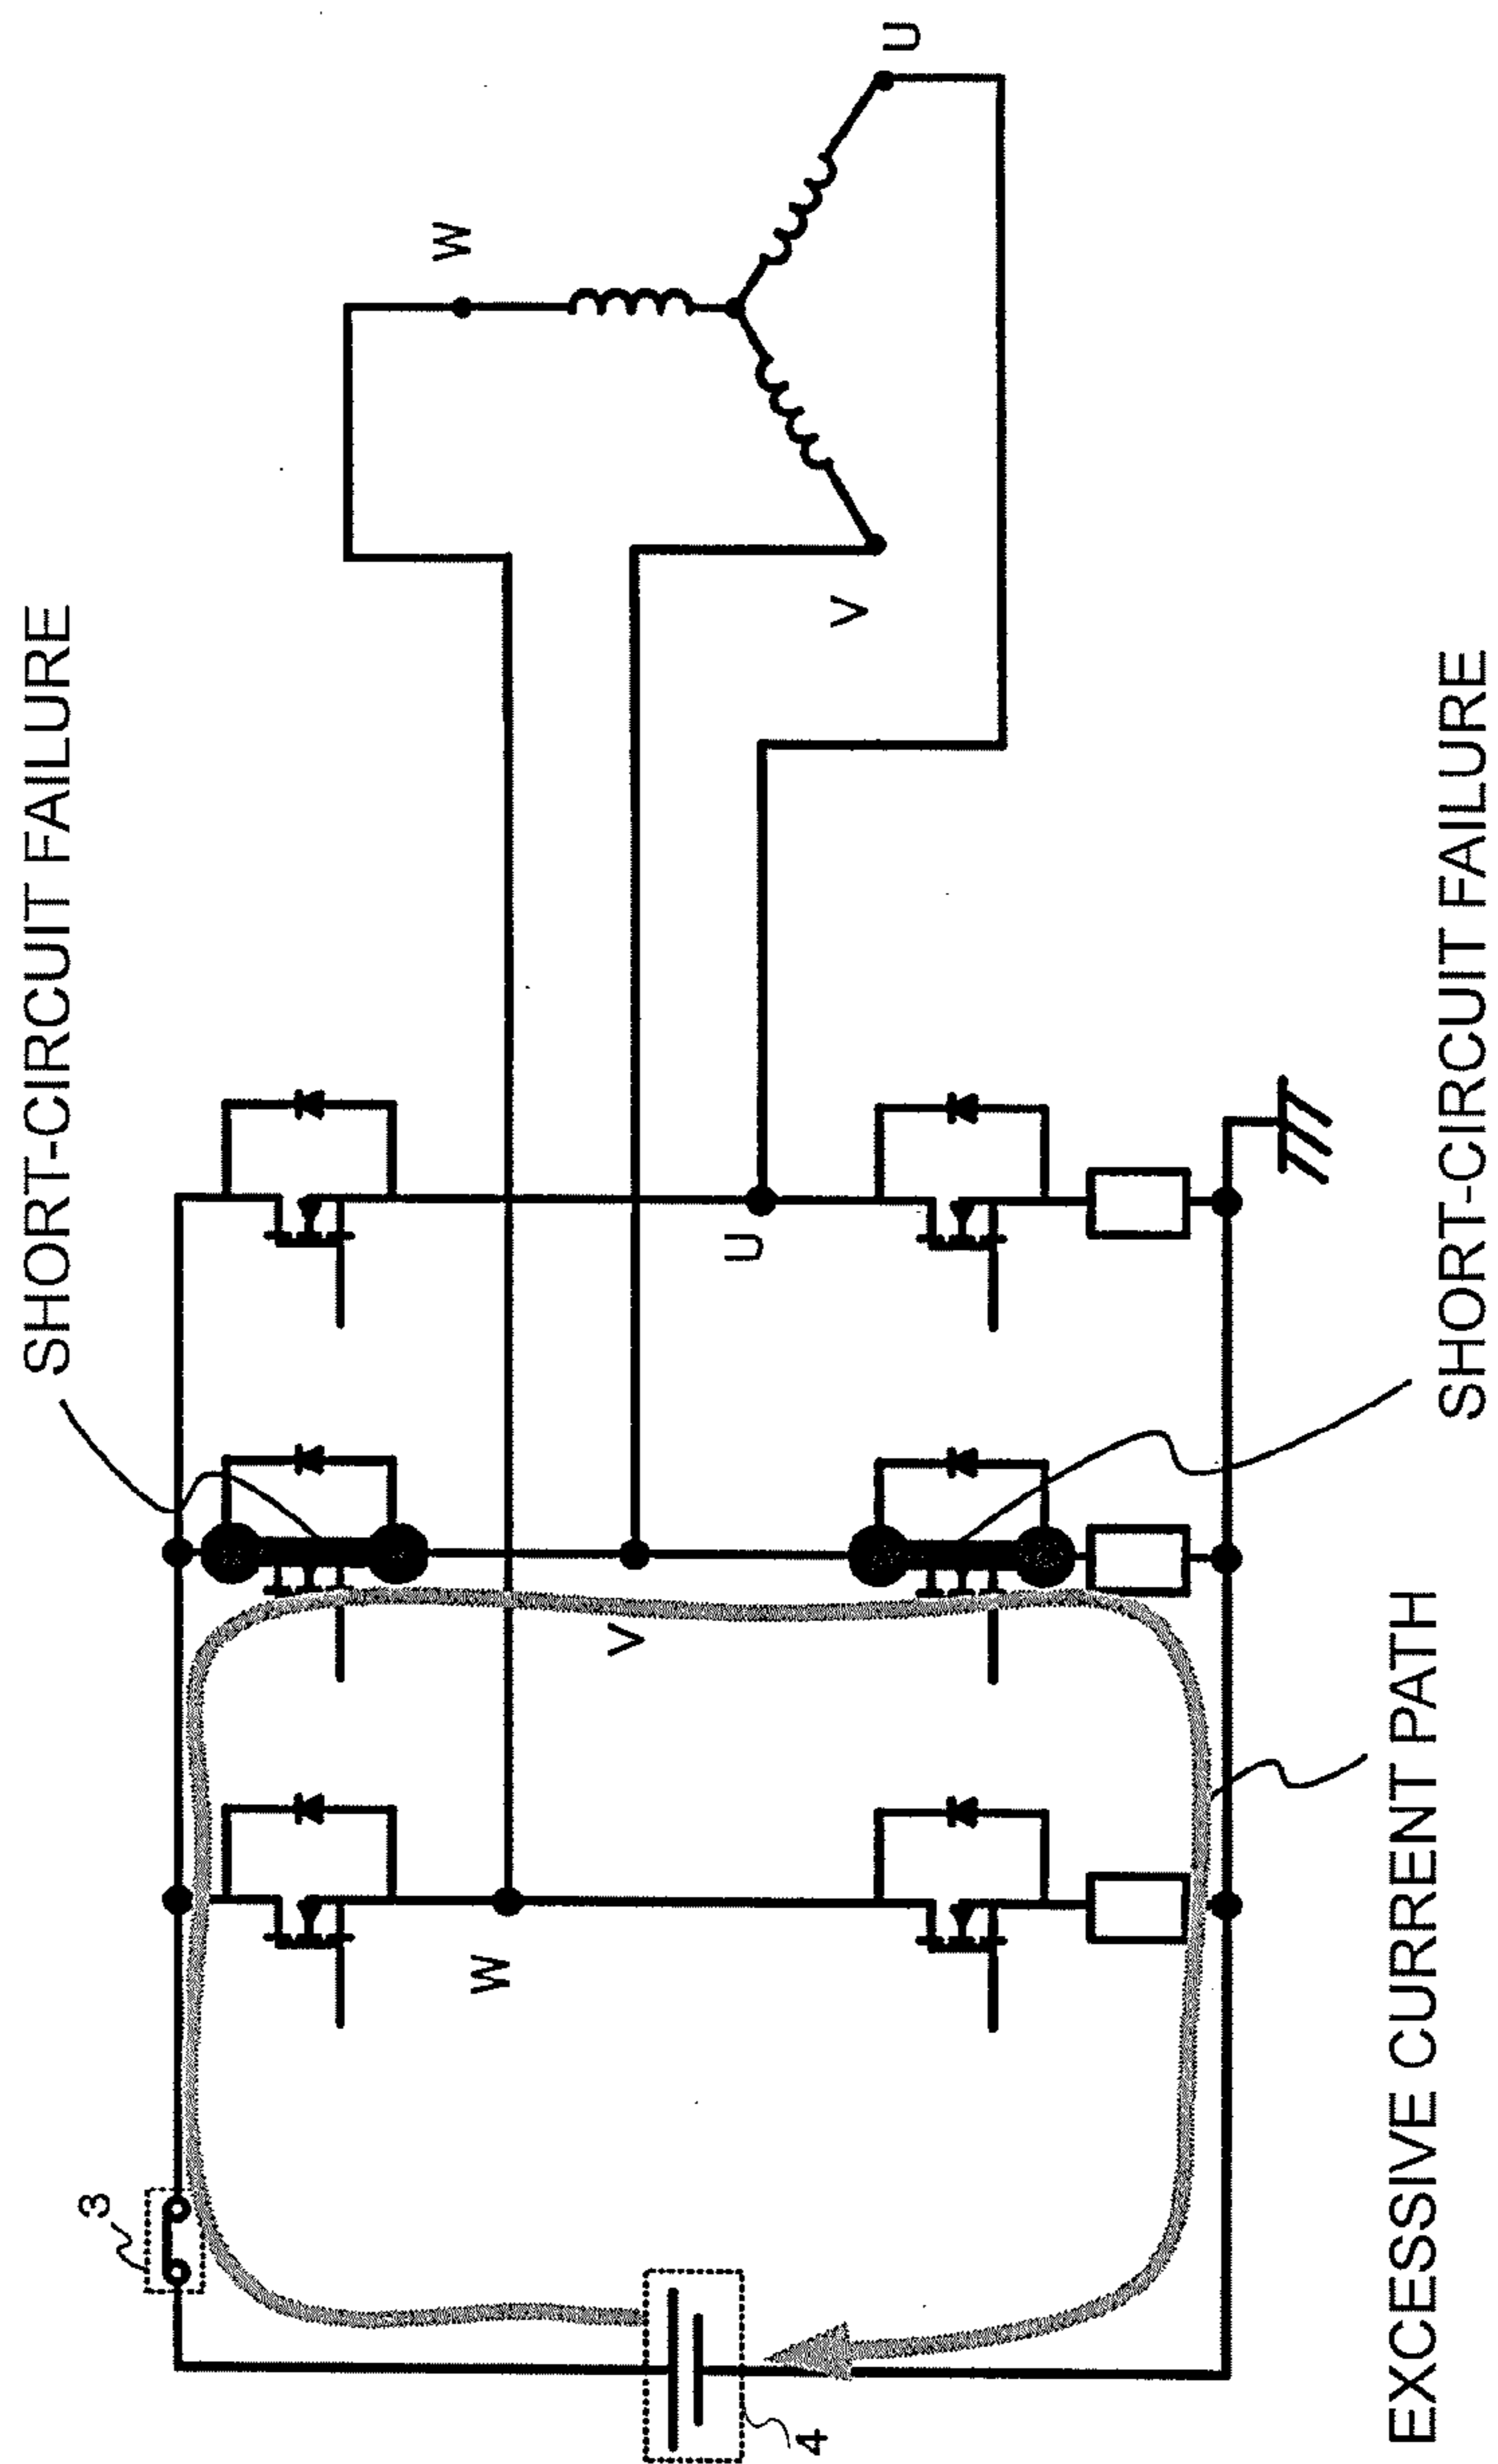 SHORT-CIRCUIT FAILURE
3
W
U
W
V
U
V
4
EXCESSIVE CURRENT PATH
SHORT-CIRCUIT FAILURE